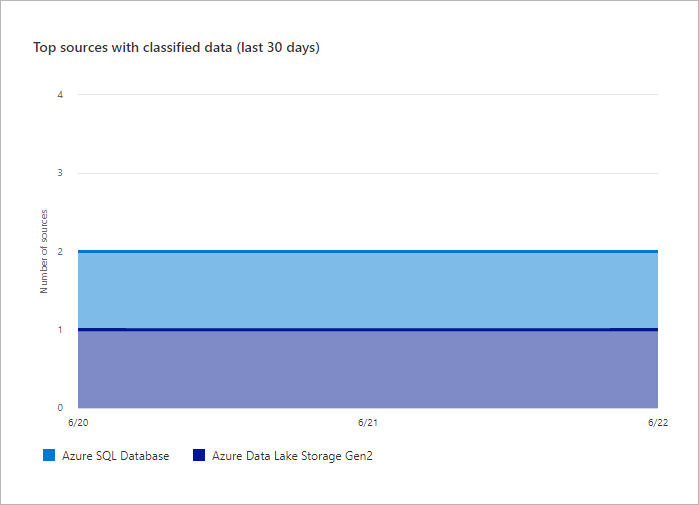 Top sources with classified data (last 30 days)
4
3
2
1
0
Number of sources
6/20 6/21 6/22
Azure SQL Database Azure Data Lake Storage Gen2